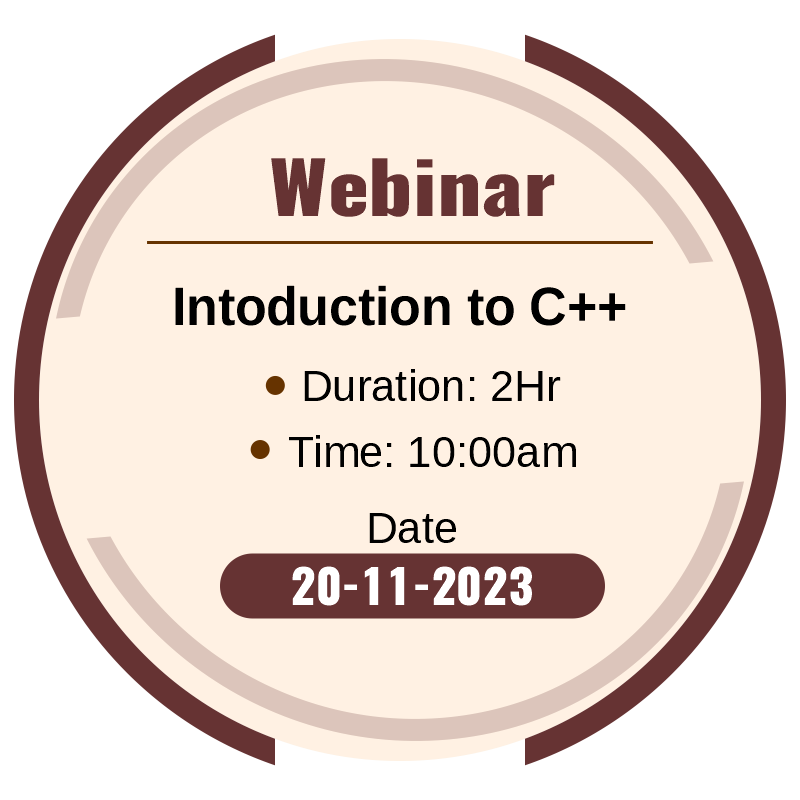 Webinar
Intoduction to C++
Duration: 2Hr
Time: 10:00am
Date
20-11-2023